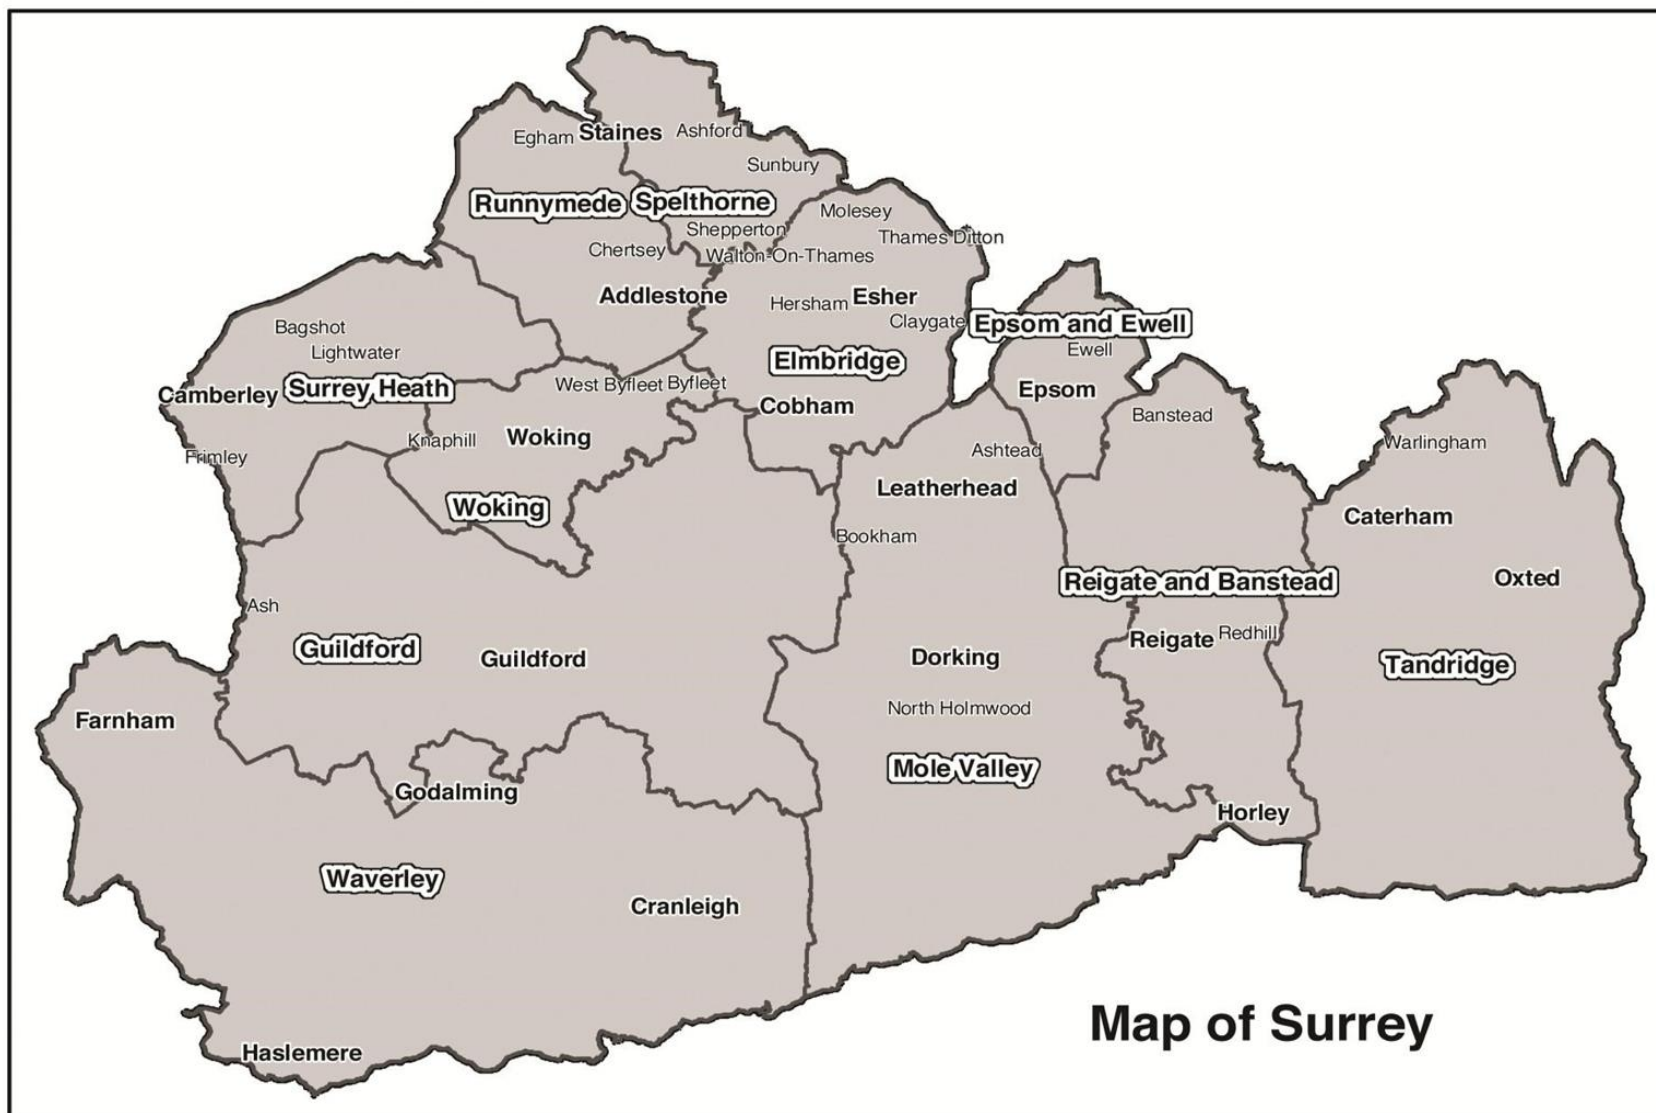 Egham
Staines
Ashford
Sunbury
Runnymede
Spelthorne
Molesey
Shepperton
Thames Ditton
Chertsey
Walton-On-Thames
Addlestone
Hersham
Esher
Claygate
Epsom and Ewell
Bagshot
Lightwater
Ewell
Elmbridge
Camberley
Surrey Heath
West Byfleet
Byfleet
Epsom
Cobham
Banstead
Knaphill
Woking
Warlingham
Frimley
Ashtead
Leatherhead
Woking
Caterham
Bookham
Oxted
Reigate and Banstead
Ash
Reigate
Redhill
Guildford
Guildford
Dorking
Tandridge
North Holmwood
Farnham
Mole Valley
Godalming
Horley
Waverley
Cranleigh
Map of Surrey
Haslemere